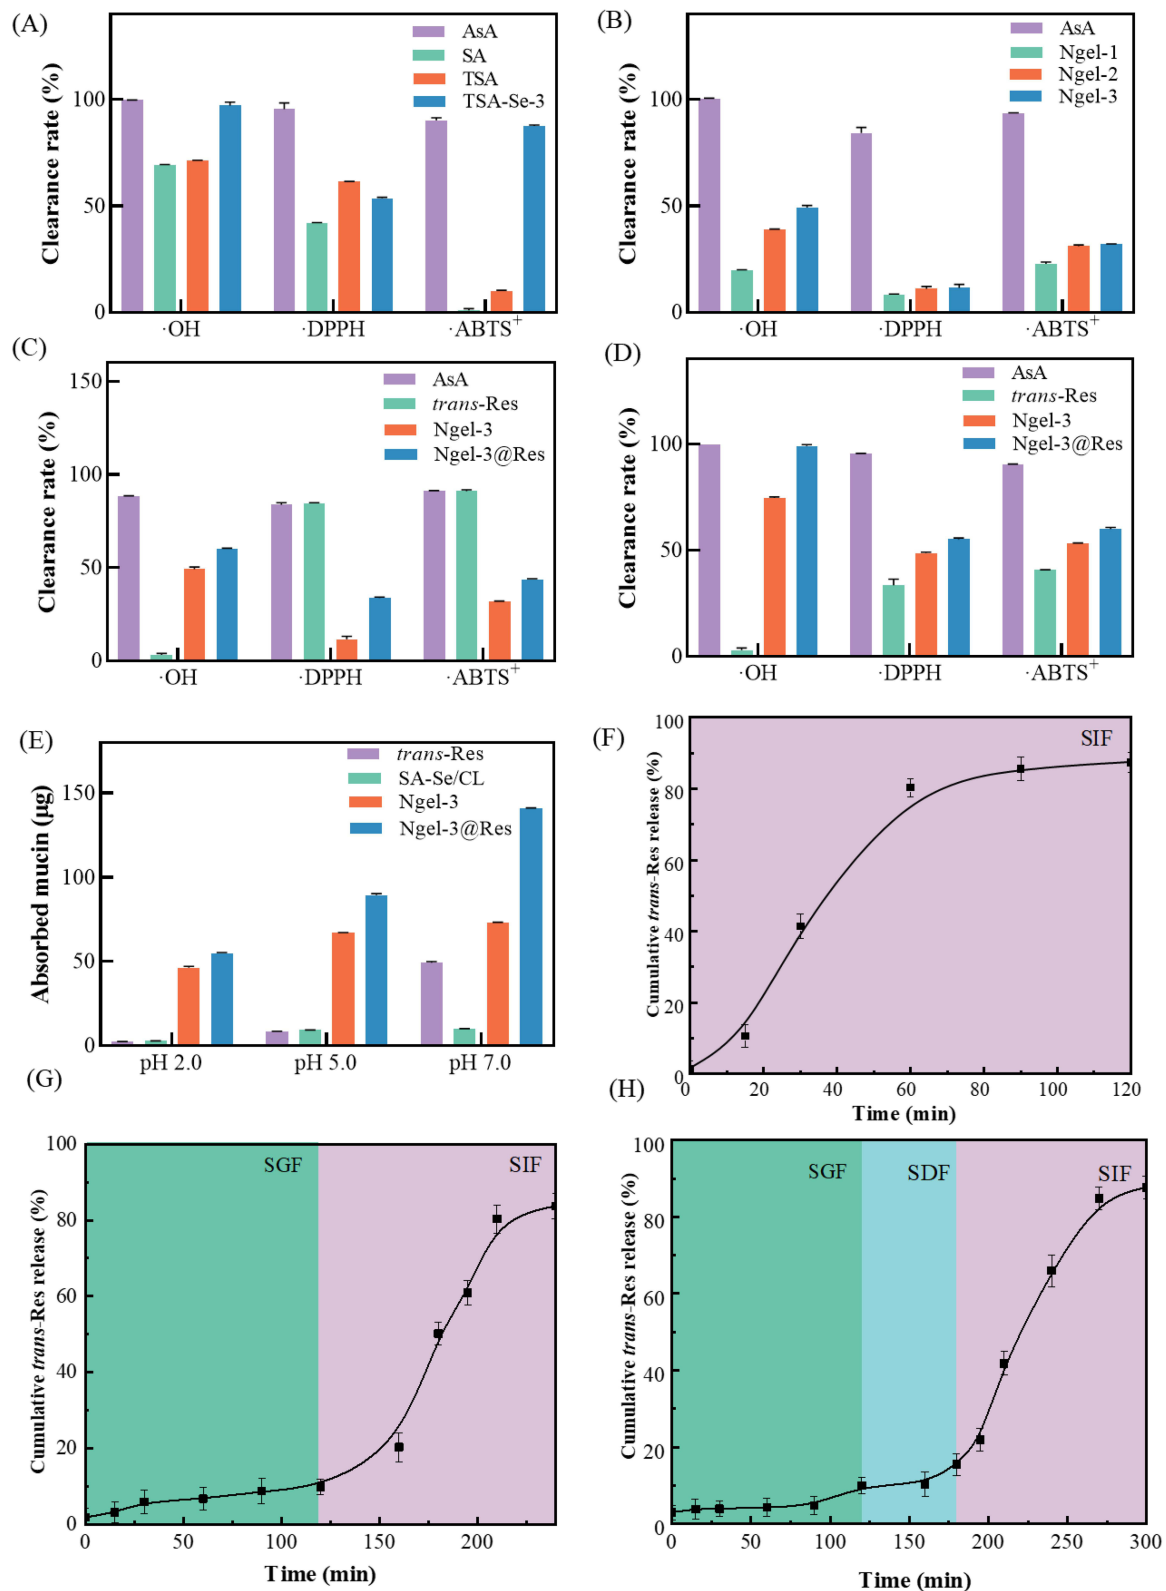 (A)
AsA
SA
TSA
TSA-Se-3
Clearance rate (%)
100
50
0
·OH
·DPPH
·ABTS+
(B)
AsA
Ngel-1
Ngel-2
Ngel-3
Clearance rate (%)
100
50
0
·OH
·DPPH
·ABTS+
(C)
AsA
trans-Res
Ngel-3
Ngel-3@Res
Clearance rate (%)
150
100
50
0
·OH
·DPPH
·ABTS+
(D)
AsA
trans-Res
Ngel-3
Ngel-3@Res
Clearance rate (%)
100
50
0
·OH
·DPPH
·ABTS+
(E)
trans-Res
SA-Se/CL
Ngel-3
Ngel-3@Res
Absorbed mucin (μg)
150
100
50
0
pH 2.0
pH 5.0
pH 7.0
(F)
SIF
Cumulative trans-Res release (%)
100
80
60
40
20
0
20
40
60
80
100
120
Time (min)
(G)
SGF
SIF
Cumulative trans-Res release (%)
100
80
60
40
20
0
0
50
100
150
200
Time (min)
(H)
SGF
SDF
SIF
Cumulative trans-Res release (%)
100
80
60
40
20
0
0
50
100
150
200
250
300
Time (min)